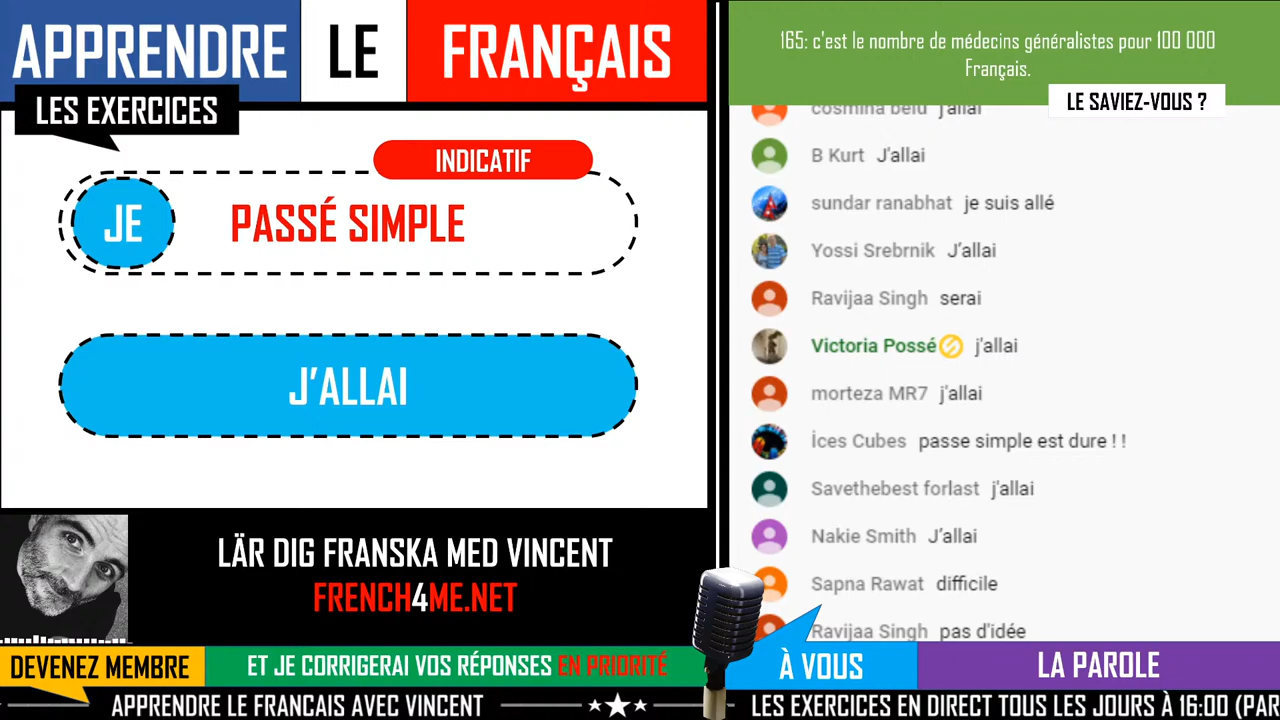 APPRENDRE LE FRANÇAIS
LES EXERCICES
INDICATIF
JE PASSÉ SIMPLE
J'ALLAI
LÄR DIG FRANSKA MED VINCENT
FRENCH4ME.NET
DEVENEZ MEMBRE
ET JE CORRIGERAI VOS RÉPONSES EN PRIORITÉ
165: c'est le nombre de médecins généralistes pour 100 000
Français.
LE SAVIEZ-VOUS ?
cosmina belu j'allai
B Kurt J'allai
sundar ranabhat je suis allé
Yossi Srebrnik J'allai
Ravijaa Singh serai
Victoria Possé j'allai
morteza MR7 j'allai
İces Cubes passe simple est dure ! !
Savethebest forlast j'allai
Nakie Smith J'allai
Sapna Rawat difficile
Ravijaa Singh pas d'idée
À VOUS
LA PAROLE
APPRENDRE LE FRANCAIS AVEC VINCENT
LES EXERCICES EN DIRECT TOUS LES JOURS À 16:00 (PAR